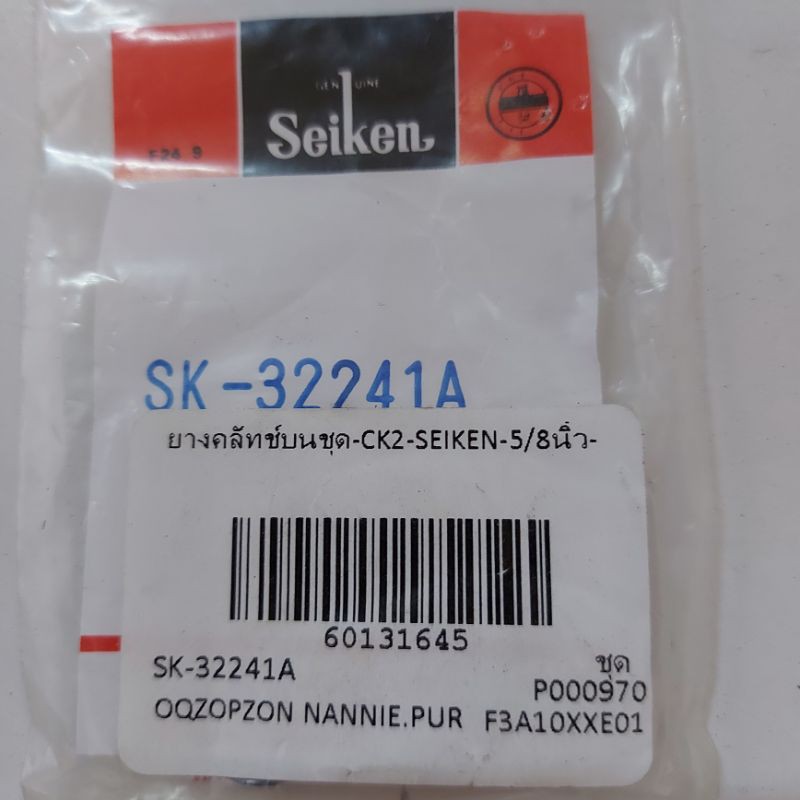 GENUINE
Seiken
F26 9
SK-32241A
ยางคลัทช์บนชุด-CK2-SEIKEN-5/8นิ้ว-
60131645
SK-32241A
ชุด
P000970
OQZOPZON NANNIE.PUR F3A10XXE01